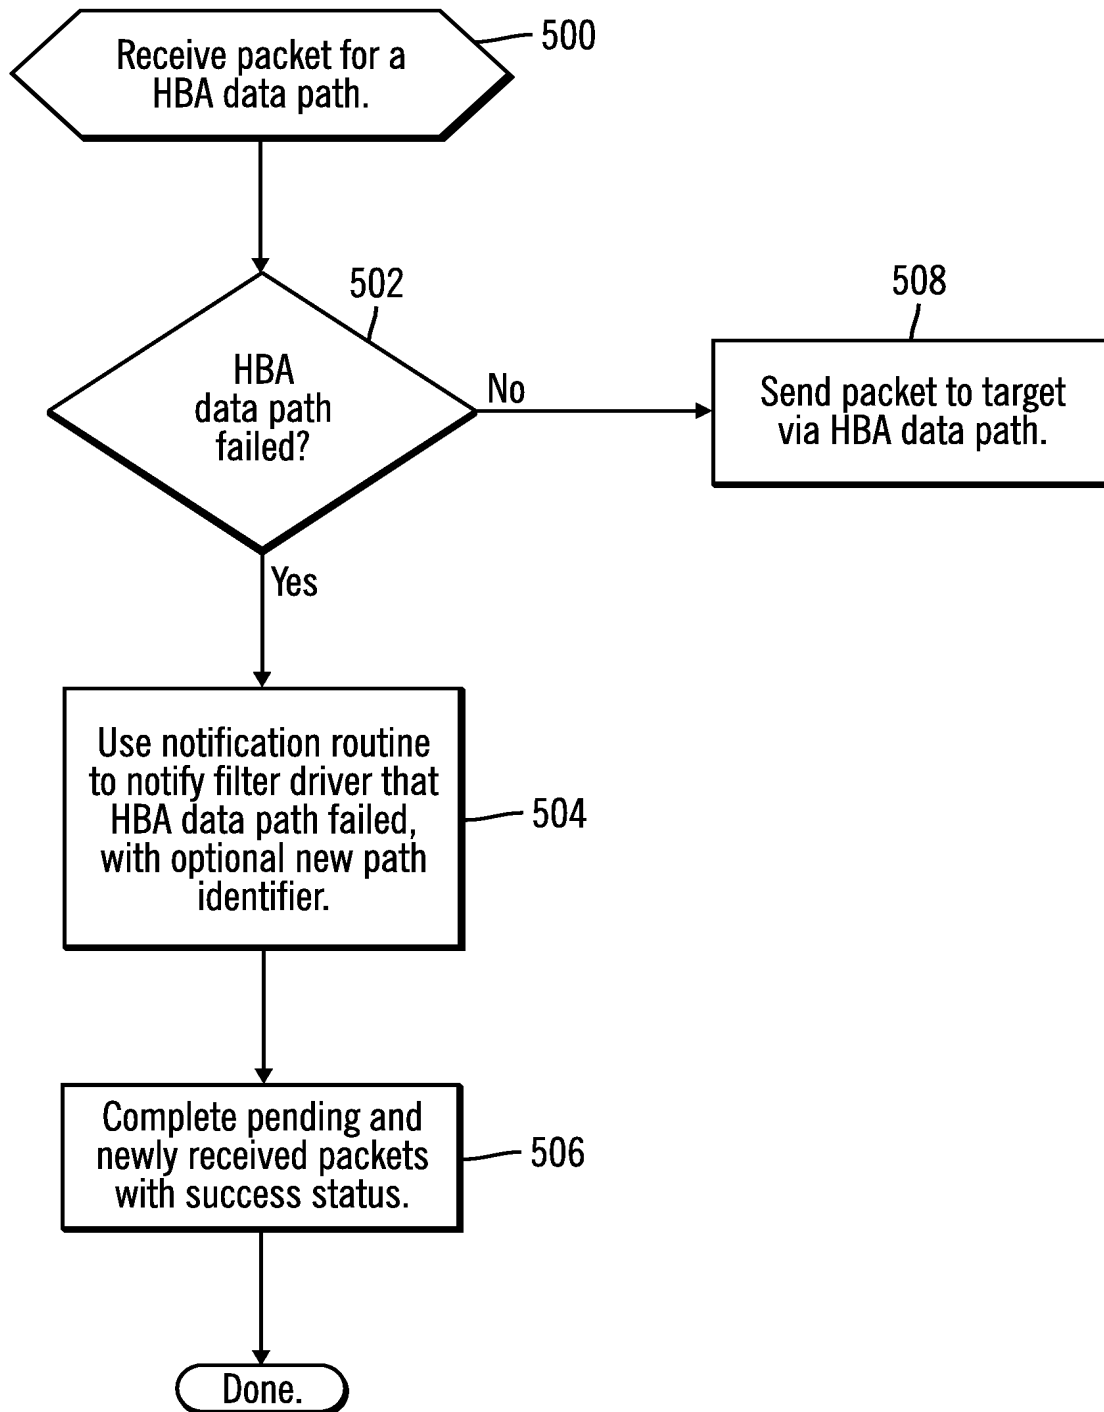 Receive packet for a
HBA data path.
500
502
HBA
data path
failed?
No
508
Send packet to target
via HBA data path.
Yes
Use notification routine
to notify filter driver that
HBA data path failed,
with optional new path
identifier.
504
Complete pending and
newly received packets
with success status.
506
Done.